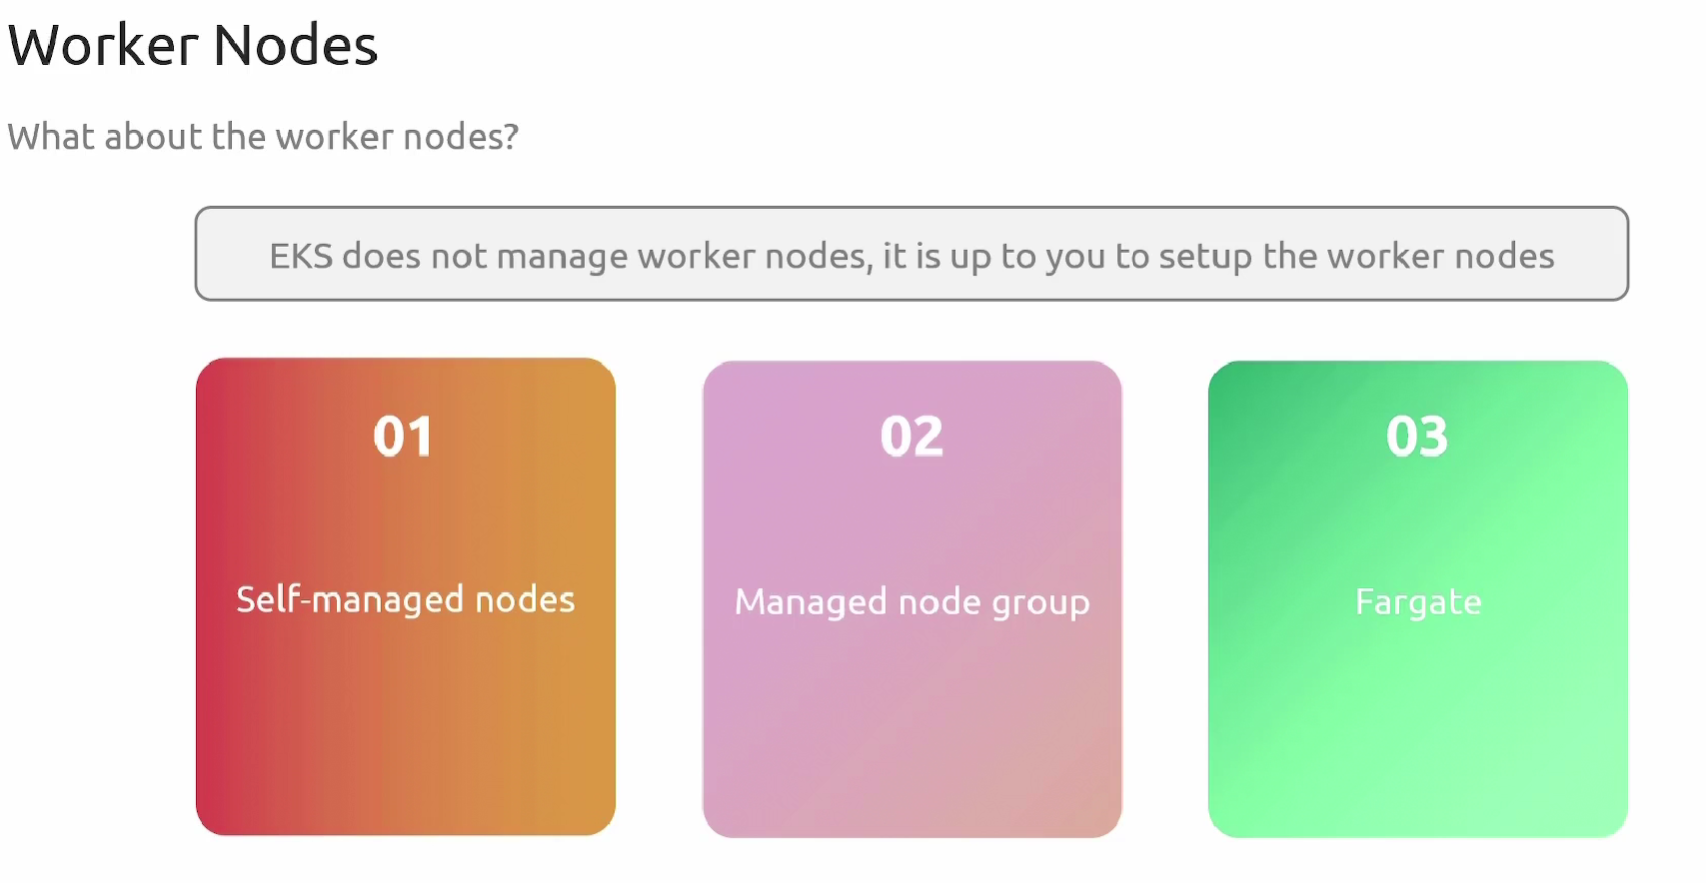 Worker Nodes
What about the worker nodes?
EKS does not manage worker nodes, it is up to you to setup the worker nodes
01
Self-managed nodes
02
Managed node group
03
Fargate